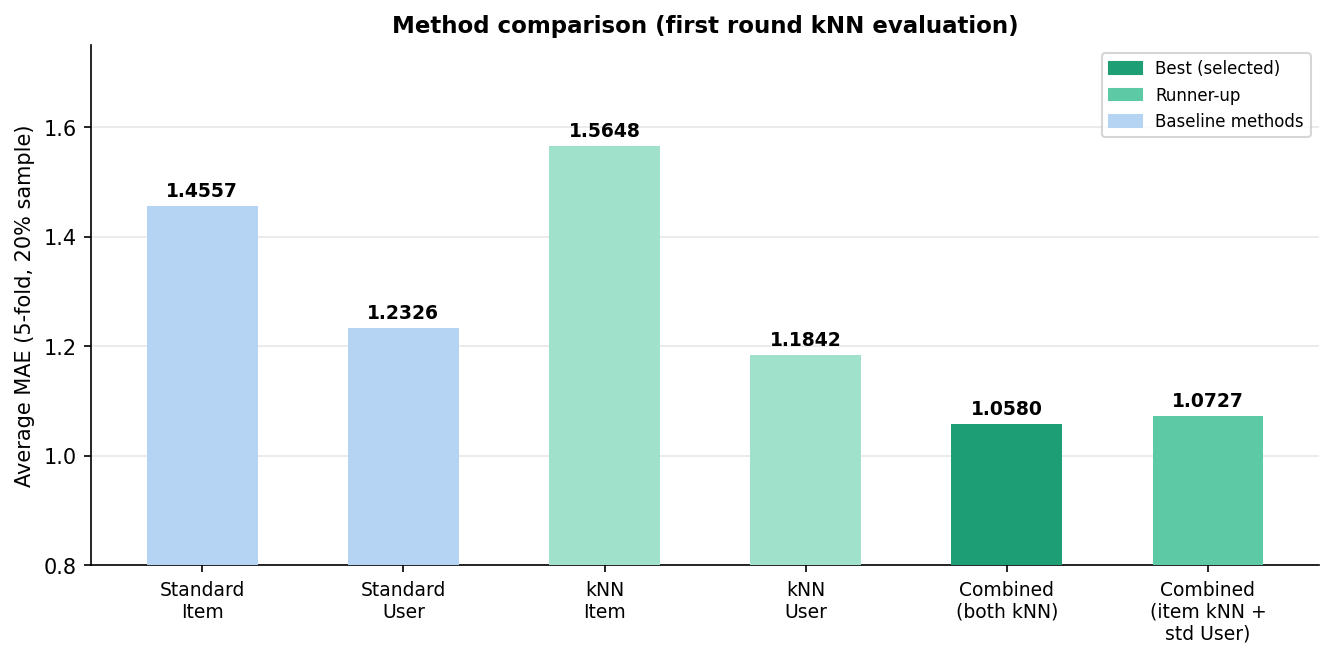 Method comparison (first round kNN evaluation)
Best (selected)
Runner-up
Baseline methods
Average MAE (5-fold, 20% sample)
1.6
1.4
1.2
1.0
0.8
1.4557
1.2326
1.5648
1.1842
1.0580
1.0727
Standard
Item
Standard
User
kNN
Item
kNN
User
Combined
(both kNN)
Combined
(item kNN +
std User)